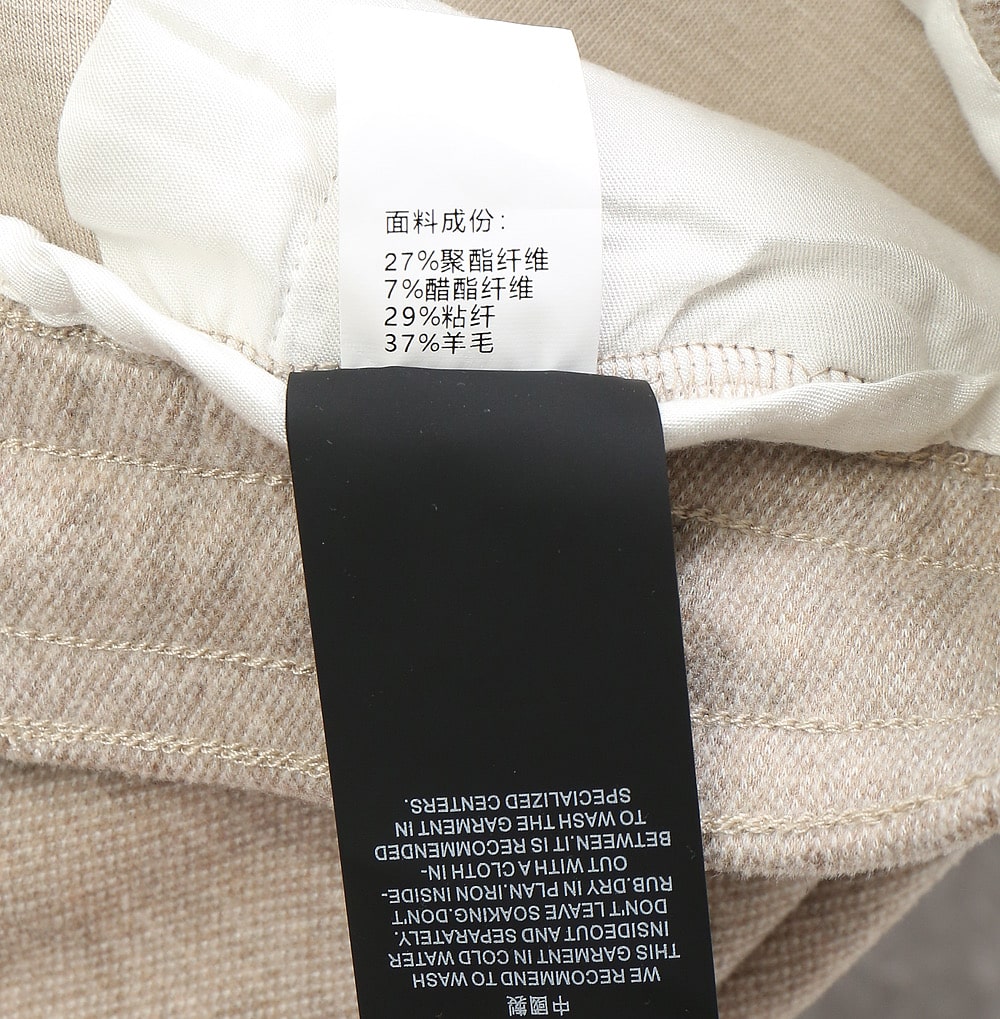 面料成份：
27%聚酯纤维
7%醋酯纤维
29%粘纤
37%羊毛
中國製
WE RECOMMEND TO WASH
THIS GARMENT IN COLD WATER
INSIDEOUT AND SEPARATELY.
DON'T LEAVE SOAKING.DON'T
RUB.DRY IN PLAN.IRON INSIDE-
OUT WITH A CLOTH IN-
BETWEEN.IT IS RECOMMENDED
TO WASH THE GARMENT IN
SPECIALIZED CENTERS.